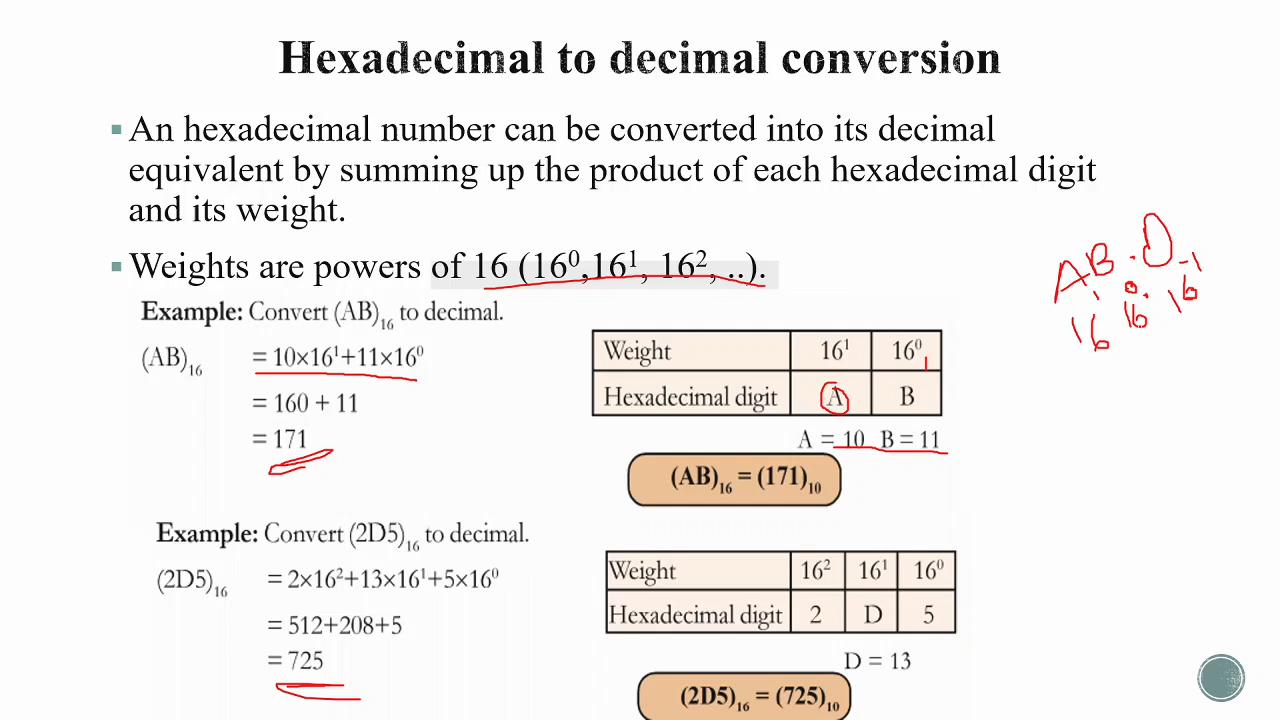 Hexadecimal to decimal conversion
▪ An hexadecimal number can be converted into its decimal
equivalent by summing up the product of each hexadecimal digit
and its weight.
▪ Weights are powers of 16 (16⁰,16¹, 16², ..).
Example: Convert (AB)₁₆ to decimal.
(AB)₁₆ = 10×16¹+11×16⁰
= 160 + 11
= 171
Weight 16¹ 16⁰
Hexadecimal digit A B
A = 10 B = 11
(AB)₁₆ = (171)₁₀
AB.D
16¹ 16⁰ 16⁻¹
Example: Convert (2D5)₁₆ to decimal.
(2D5)₁₆ = 2×16²+13×16¹+5×16⁰
= 512+208+5
= 725
Weight 16² 16¹ 16⁰
Hexadecimal digit 2 D 5
D = 13
(2D5)₁₆ = (725)₁₀